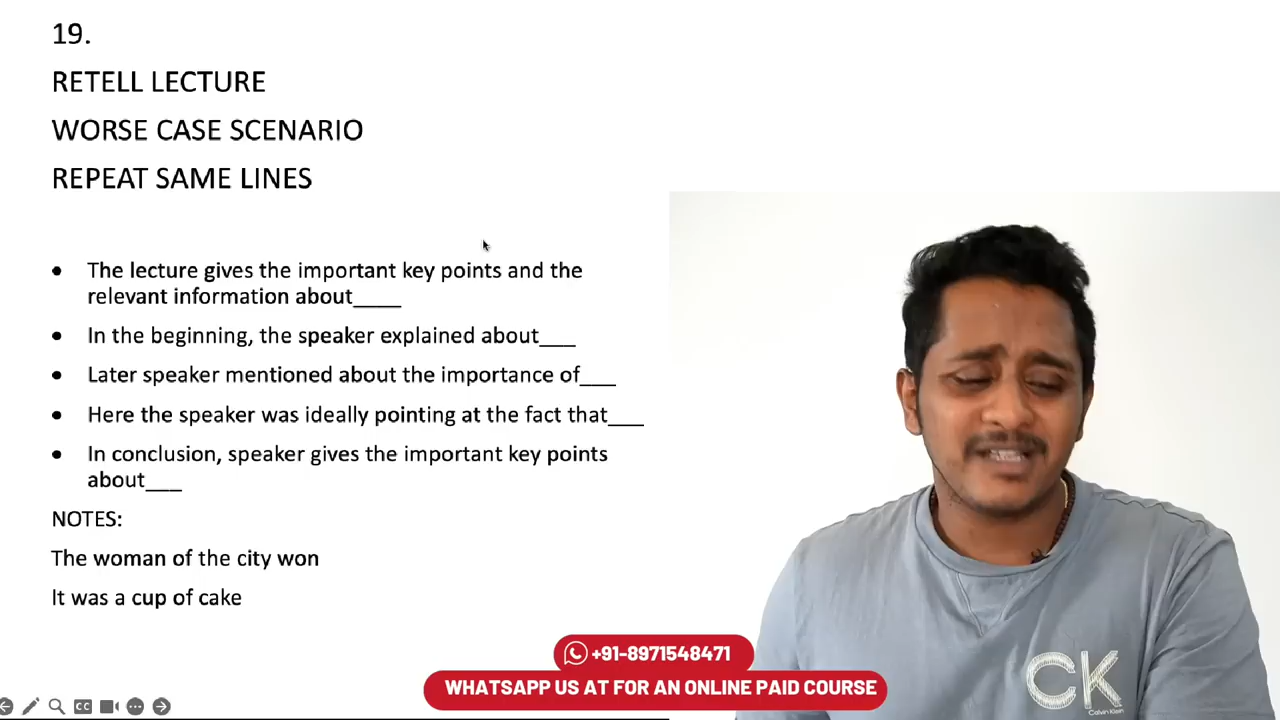 19.
RETELL LECTURE
WORSE CASE SCENARIO
REPEAT SAME LINES
• The lecture gives the important key points and the
relevant information about____
• In the beginning, the speaker explained about___
• Later speaker mentioned about the importance of___
• Here the speaker was ideally pointing at the fact that___
• In conclusion, speaker gives the important key points
about___
NOTES:
The woman of the city won
It was a cup of cake
CK
Calvin Klein
+91-8971548471
WHATSAPP US AT FOR AN ONLINE PAID COURSE
CC